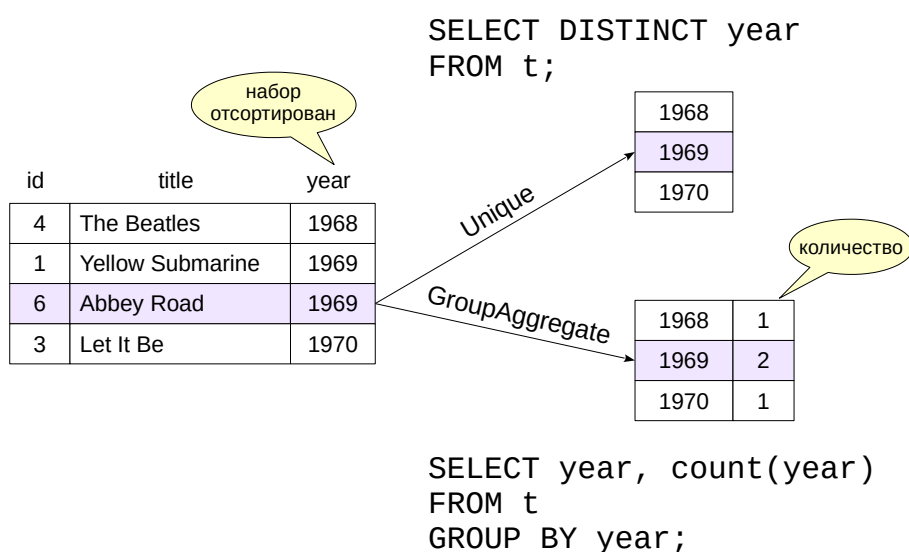 SELECT DISTINCT year
FROM t;
набор
отсортирован
1968
1969
1970
id title year
4 The Beatles 1968
1 Yellow Submarine 1969
6 Abbey Road 1969
3 Let It Be 1970
Unique
GroupAggregate
количество
1968 1
1969 2
1970 1
SELECT year, count(year)
FROM t
GROUP BY year;